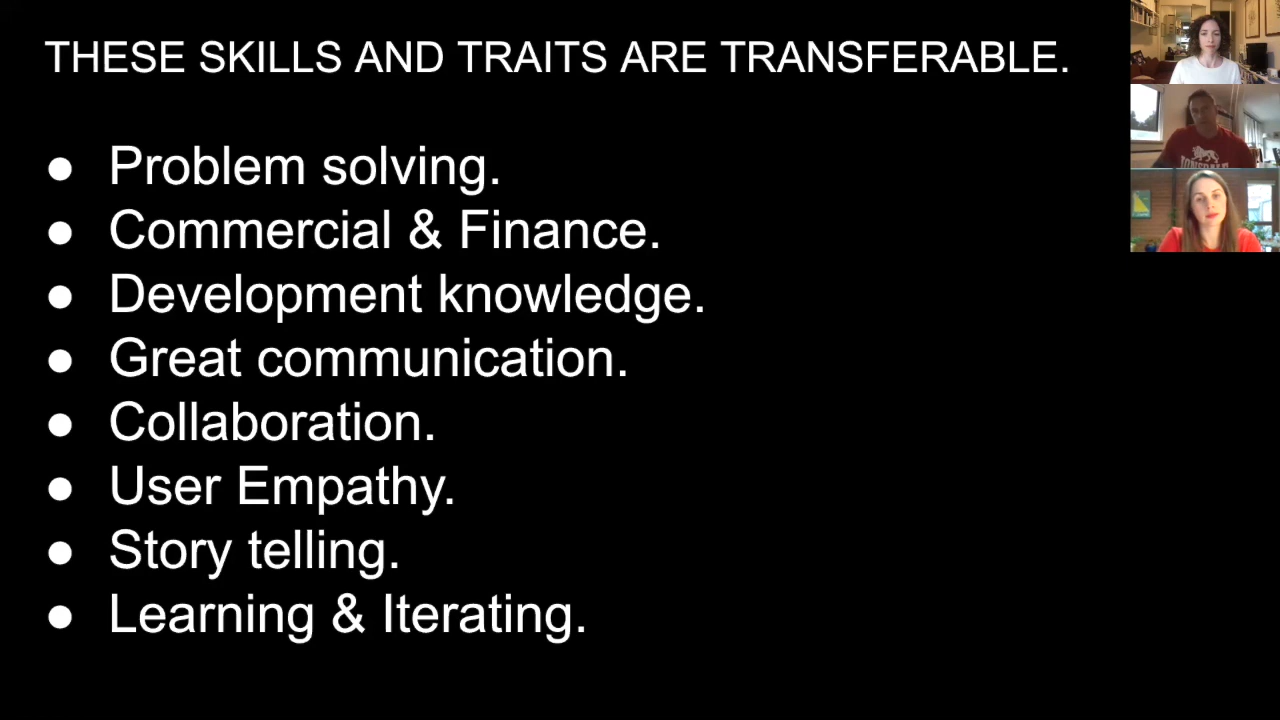 THESE SKILLS AND TRAITS ARE TRANSFERABLE.
● Problem solving.
● Commercial & Finance.
● Development knowledge.
● Great communication.
● Collaboration.
● User Empathy.
● Story telling.
● Learning & Iterating.
LONSDALE